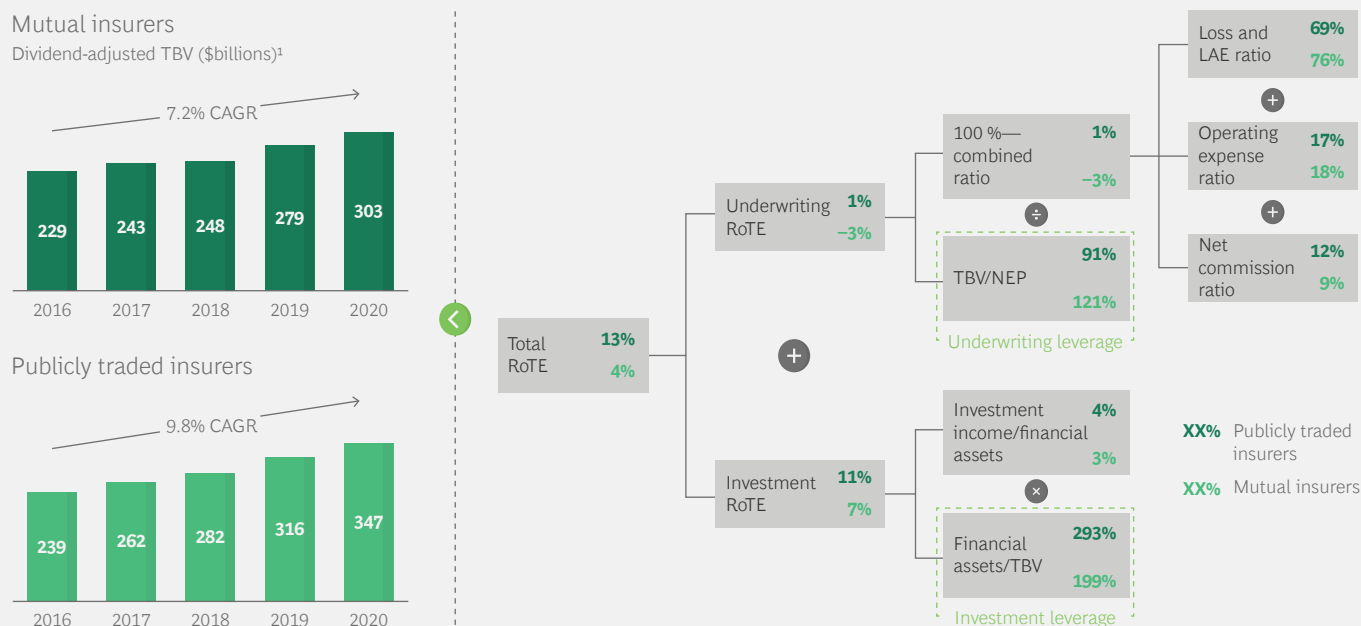 Mutual insurers
Dividend-adjusted TBV ($billions)¹
7.2% CAGR
229
243
248
279
303
2016
2017
2018
2019
2020
Publicly traded insurers
9.8% CAGR
239
262
282
316
347
2016
2017
2018
2019
2020
Total
RoTE
13%
4%
+
Underwriting
RoTE
1%
−3%
Investment
RoTE
11%
7%
100 %—
combined
ratio
1%
−3%
÷
TBV/NEP
91%
121%
Underwriting leverage
Investment
income/financial
assets
4%
3%
×
Financial
assets/TBV
293%
199%
Investment leverage
Loss and
LAE ratio
69%
76%
+
Operating
expense
ratio
17%
18%
+
Net
commission
ratio
12%
9%
XX% Publicly traded
insurers
XX% Mutual insurers